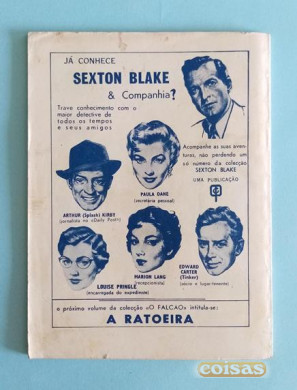 JÁ CONHECE
SEXTON BLAKE
& Companhia?
Trave conhecimento com o
maior detective de
todos os tempos
e seus amigos
Acompanhe as suas aven-
turas, não perdendo um
só número da colecção
SEXTON BLAKE
UMA PUBLICAÇÃO
PAULA DANE
(secretária pessoal)
ARTHUR (Splash) KIRBY
(jornalista no «Daily Post»)
LOUISE PRINGLE
(encarregada do expediente)
MARION LANG
(recepcionista)
EDWARD
CARTER
(Tinker)
o próximo volume da colecção «O FALCÃO» intitula-se:
A RATOEIRA
coisas